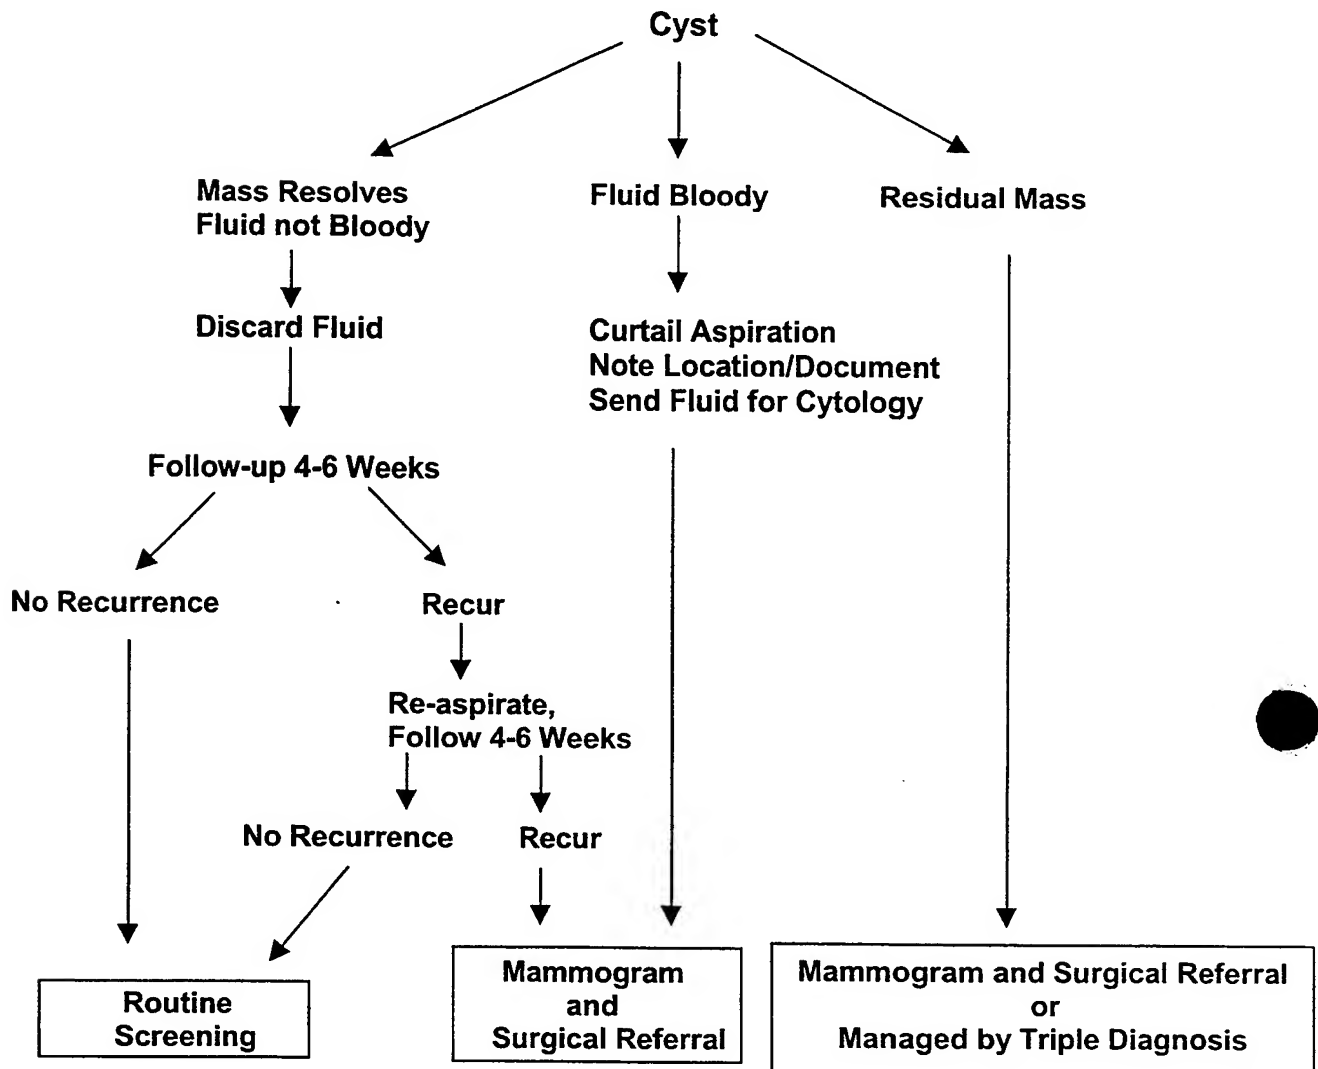 Cyst
Mass Resolves
Fluid not Bloody
Fluid Bloody
Residual Mass
Discard Fluid
Curtail Aspiration
Note Location/Document
Send Fluid for Cytology
Follow-up 4-6 Weeks
No Recurrence
Recur
Re-aspirate,
Follow 4-6 Weeks
No Recurrence
Recur
Routine
Screening
Mammogram
and
Surgical Referral
Mammogram and Surgical Referral
or
Managed by Triple Diagnosis